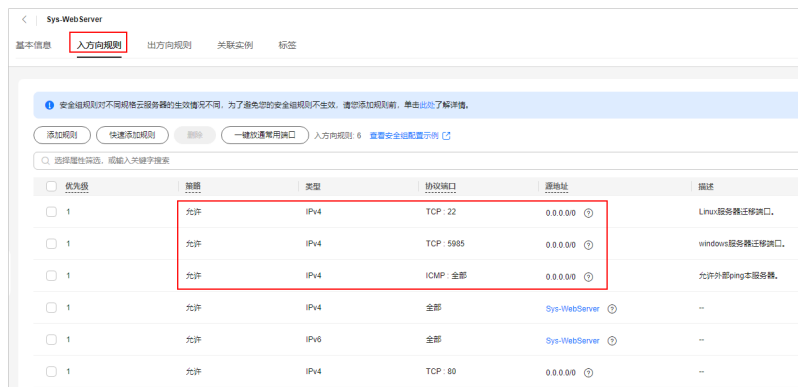 Sys-WebServer
基本信息 入方向规则 出方向规则 关联实例 标签
安全组规则对不同规格云服务器的生效情况不同，为了避免您的安全组规则不生效，请您添加规则前，单击此处了解详情。
添加规则 快速添加规则 删除 一键放通常用端口 入方向规则: 6 查看安全组配置示例
选择属性筛选，或输入关键字搜索
优先级 策略 类型 协议端口 源地址 描述
1 允许 IPv4 TCP : 22 0.0.0.0/0 Linux服务器迁移端口。
1 允许 IPv4 TCP : 5985 0.0.0.0/0 windows服务器迁移端口。
1 允许 IPv4 ICMP : 全部 0.0.0.0/0 允许外部ping本服务器。
1 允许 IPv4 全部 Sys-WebServer --
1 允许 IPv6 全部 Sys-WebServer --
1 允许 IPv4 TCP : 80 0.0.0.0/0 --